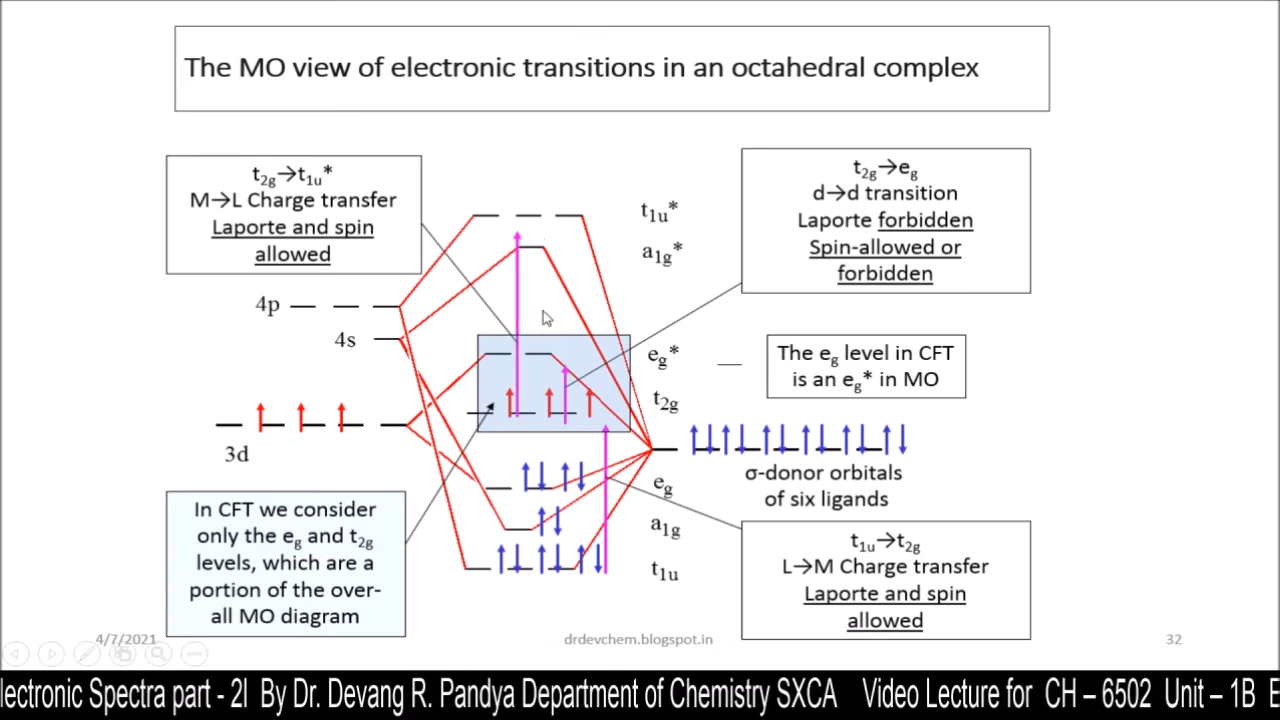 The MO view of electronic transitions in an octahedral complex
t₂g→t₁u*
M→L Charge transfer
Laporte and spin
allowed
t₂g→eg
d→d transition
Laporte forbidden
Spin-allowed or
forbidden
t₁u*
a₁g*
4p
4s
eg*
The eg level in CFT
is an eg* in MO
t₂g
3d
σ-donor orbitals
of six ligands
eg
a₁g
t₁u
In CFT we consider
only the eg and t₂g
levels, which are a
portion of the over-
all MO diagram
t₁u→t₂g
L→M Charge transfer
Laporte and spin
allowed
4/7/2021
drdevchem.blogspot.in
32
lectronic Spectra part - 2l By Dr. Devang R. Pandya Department of Chemistry SXCA Video Lecture for CH – 6502 Unit – 1B E